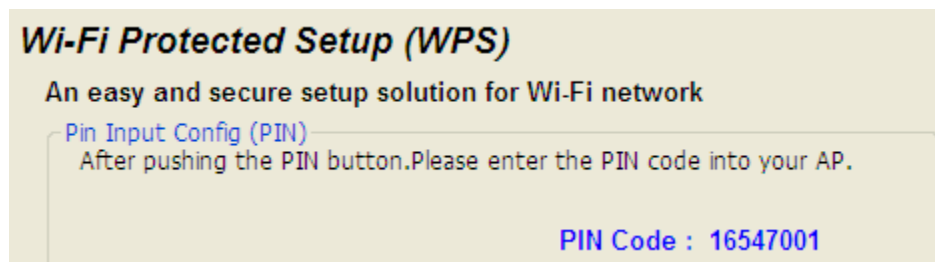 Wi-Fi Protected Setup (WPS)
An easy and secure setup solution for Wi-Fi network
Pin Input Config (PIN)
After pushing the PIN button.Please enter the PIN code into your AP.
PIN Code : 16547001